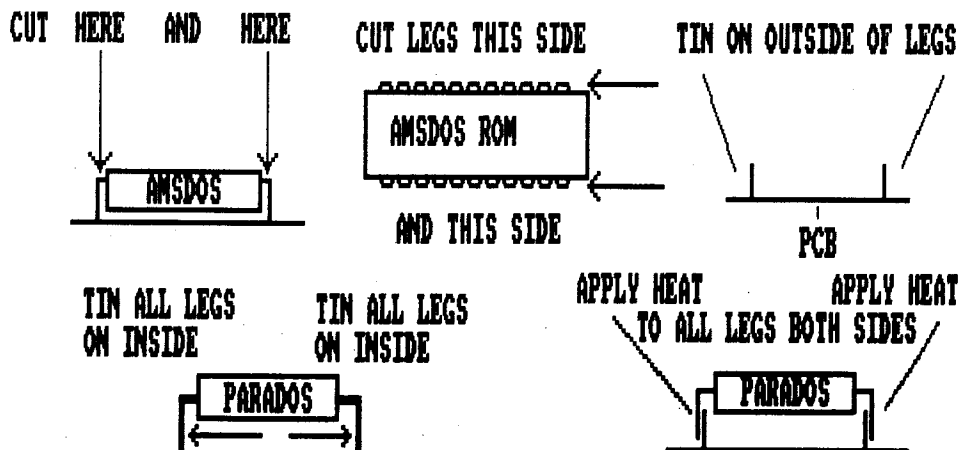 CUT HERE AND HERE
AMSDOS
CUT LEGS THIS SIDE
AMSDOS ROM
AND THIS SIDE
TIN ON OUTSIDE OF LEGS
PCB
TIN ALL LEGS
ON INSIDE
TIN ALL LEGS
ON INSIDE
PARADOS
APPLY HEAT APPLY HEAT
TO ALL LEGS BOTH SIDES
PARADOS